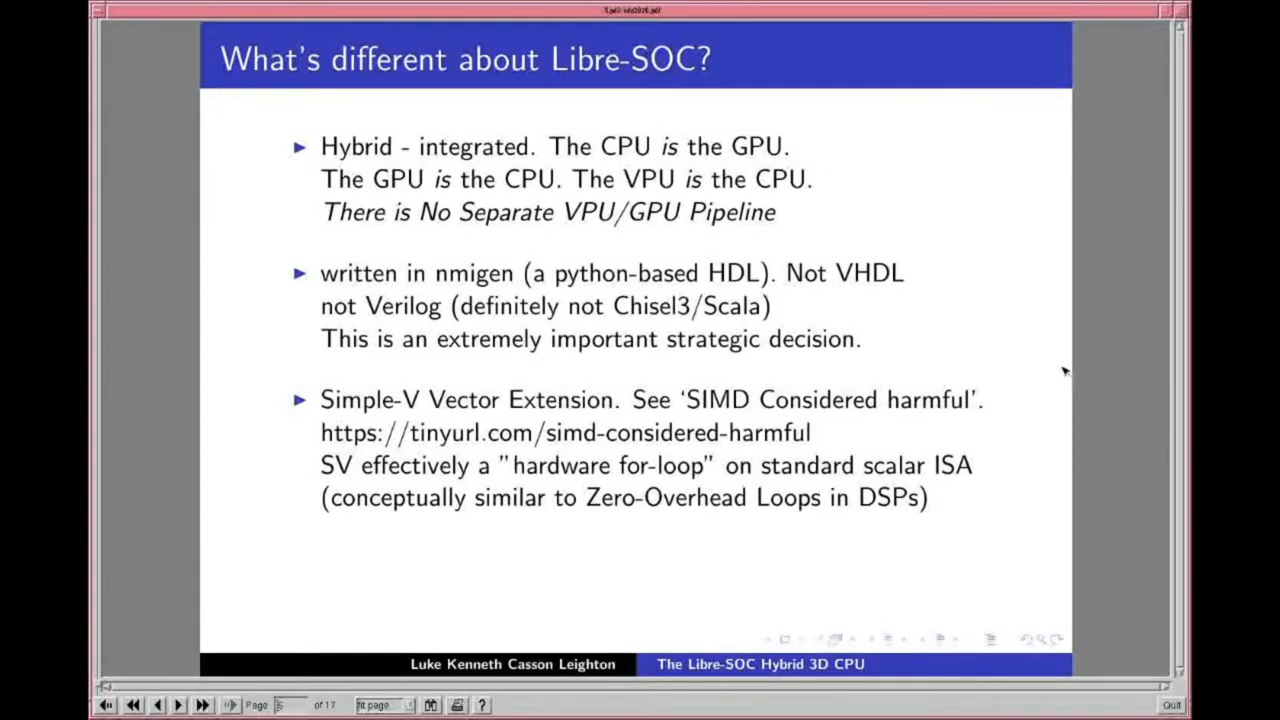 What's different about Libre-SOC?
Hybrid - integrated. The CPU is the GPU.
The GPU is the CPU. The VPU is the CPU.
There is No Separate VPU/GPU Pipeline
written in nmigen (a python-based HDL). Not VHDL
not Verilog (definitely not Chisel3/Scala)
This is an extremely important strategic decision.
Simple-V Vector Extension. See 'SIMD Considered harmful'.
https://tinyurl.com/simd-considered-harmful
SV effectively a "hardware for-loop" on standard scalar ISA
(conceptually similar to Zero-Overhead Loops in DSPs)
Luke Kenneth Casson Leighton
The Libre-SOC Hybrid 3D CPU
Page
of 17
fit page
?
Quit